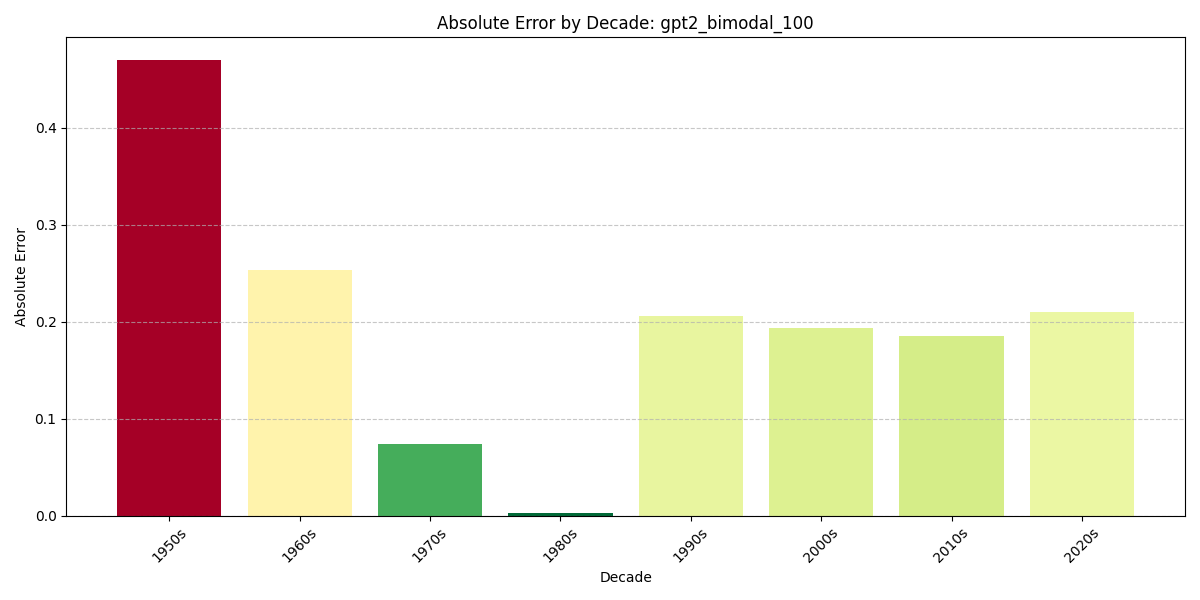 Absolute Error by Decade: gpt2_bimodal_100
Absolute Error
0.4
0.3
0.2
0.1
0.0
1950s
1960s
1970s
1980s
1990s
2000s
2010s
2020s
Decade